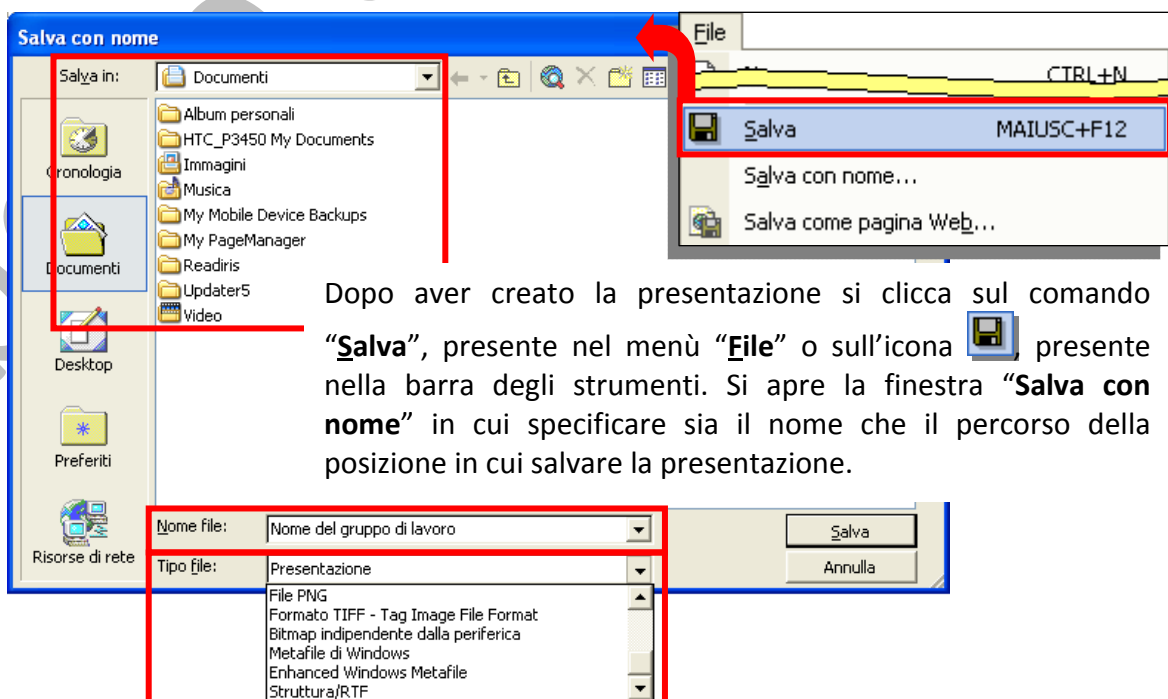 Salva con nome
Salva in:
Documenti
Cronologia
Documenti
Desktop
Preferiti
Risorse di rete
Album personali
HTC_P3450 My Documents
Immagini
Musica
My Mobile Device Backups
My PageManager
Readiris
Updater5
Video
File
CTRL+N
Salva MAIUSC+F12
Salva con nome...
Salva come pagina Web...
Dopo aver creato la presentazione si clicca sul comando
“Salva”, presente nel menù “File” o sull’icona , presente
nella barra degli strumenti. Si apre la finestra “Salva con
nome” in cui specificare sia il nome che il percorso della
posizione in cui salvare la presentazione.
Nome file: Nome del gruppo di lavoro
Salva
Tipo file: Presentazione
Annulla
File PNG
Formato TIFF - Tag Image File Format
Bitmap indipendente dalla periferica
Metafile di Windows
Enhanced Windows Metafile
Struttura/RTF